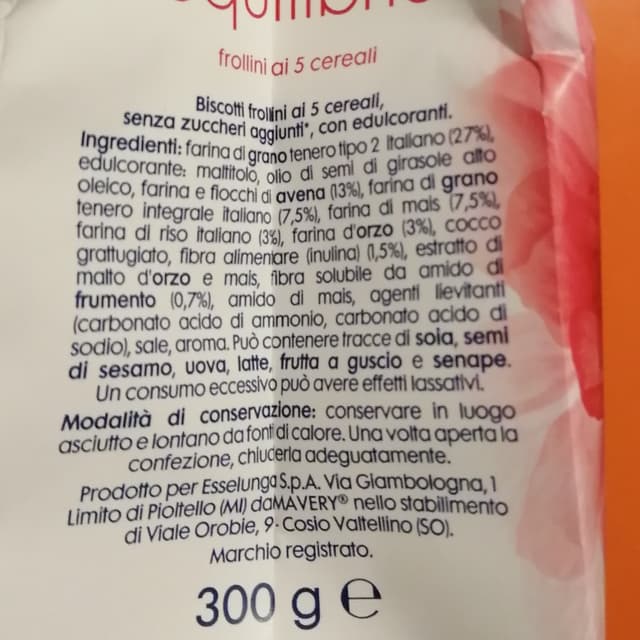 equilibrio
frollini ai 5 cereali
Biscotti frollini ai 5 cereali,
senza zuccheri aggiunti*, con edulcoranti.
Ingredienti: farina di grano tenero tipo 2 Italiano (27%),
edulcorante: maltitolo, olio di semi di girasole alto
oleico, farina e fiocchi di avena (13%), farina di grano
tenero integrale italiano (7,5%), farina di mais (7,5%),
farina di riso italiano (3%), farina d'orzo (3%), cocco
grattugiato, fibra alimentare (inulina) (1,5%), estratto di
malto d'orzo e mais, fibra solubile da amido di
frumento (0,7%), amido di mais, agenti lievitanti
(carbonato acido di ammonio, carbonato acido di
sodio), sale, aroma. Può contenere tracce di soia, semi
di sesamo, uova, latte, frutta a guscio e senape.
Un consumo eccessivo può avere effetti lassativi.
Modalità di conservazione: conservare in luogo
asciutto e lontano da fonti di calore. Una volta aperta la
confezione, chiuderla adeguatamente.
Prodotto per Esselunga S.p.A. Via Giambologna, 1
Limito di Pioltello (MI) da MAVERY® nello stabilimento
di Viale Orobie, 9 - Cosio Valtellino (SO).
Marchio registrato.
300 g e